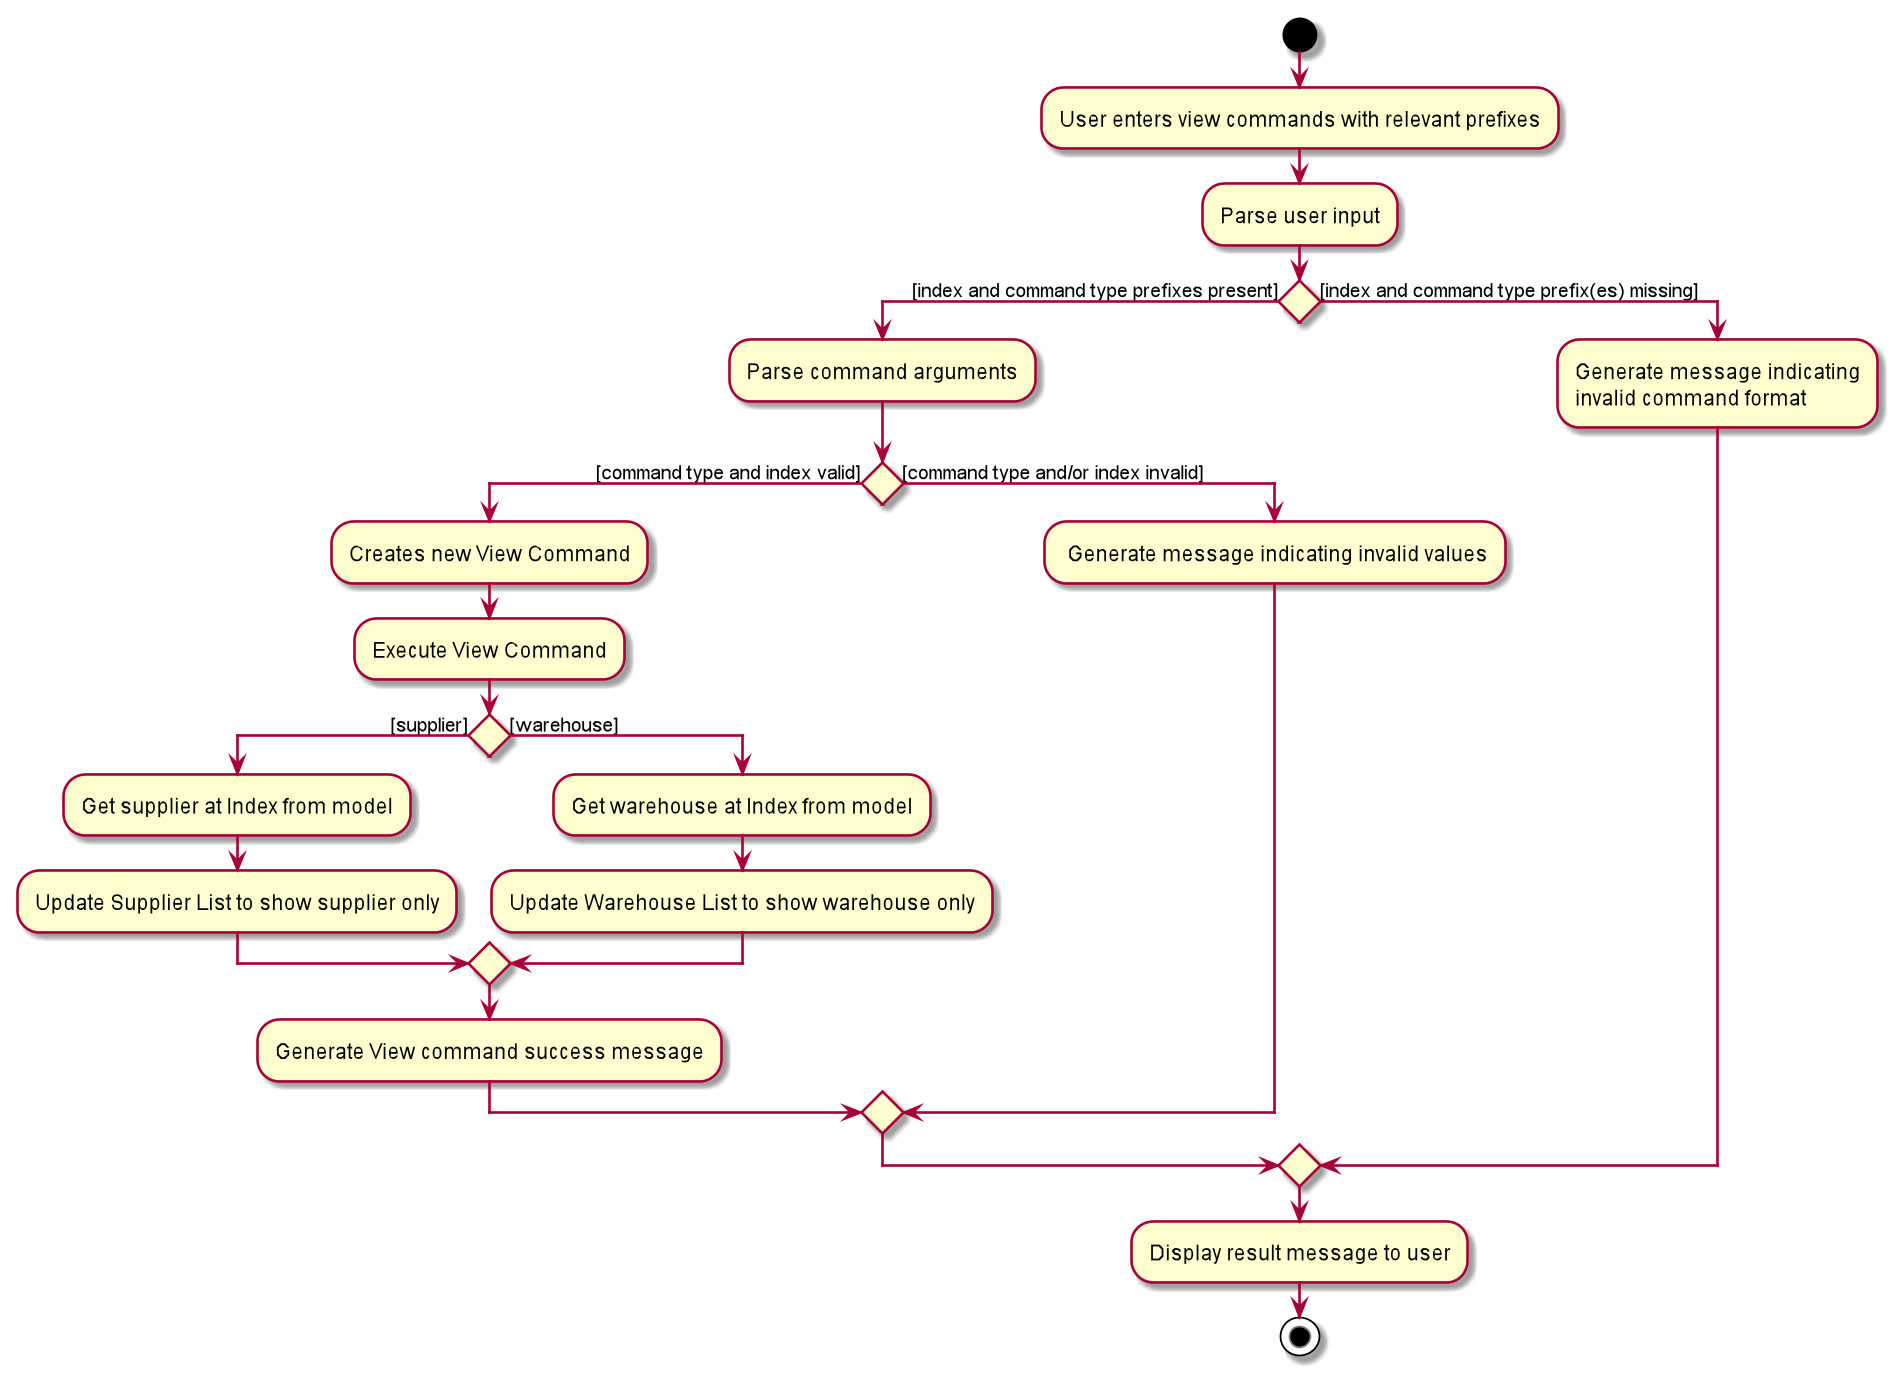 User enters view commands with relevant prefixes
Parse user input
[index and command type prefixes present]
[index and command type prefix(es) missing]
Parse command arguments
Generate message indicating
invalid command format
[command type and index valid]
[command type and/or index invalid]
Creates new View Command
Generate message indicating invalid values
Execute View Command
[supplier]
[warehouse]
Get supplier at Index from model
Get warehouse at Index from model
Update Supplier List to show supplier only
Update Warehouse List to show warehouse only
Generate View command success message
Display result message to user